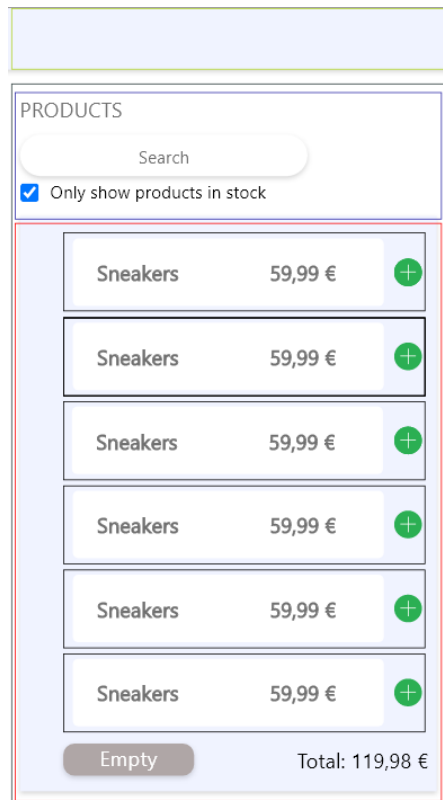 PRODUCTS
Search
Only show products in stock
Sneakers 59,99 €
Sneakers 59,99 €
Sneakers 59,99 €
Sneakers 59,99 €
Sneakers 59,99 €
Sneakers 59,99 €
Empty Total: 119,98 €